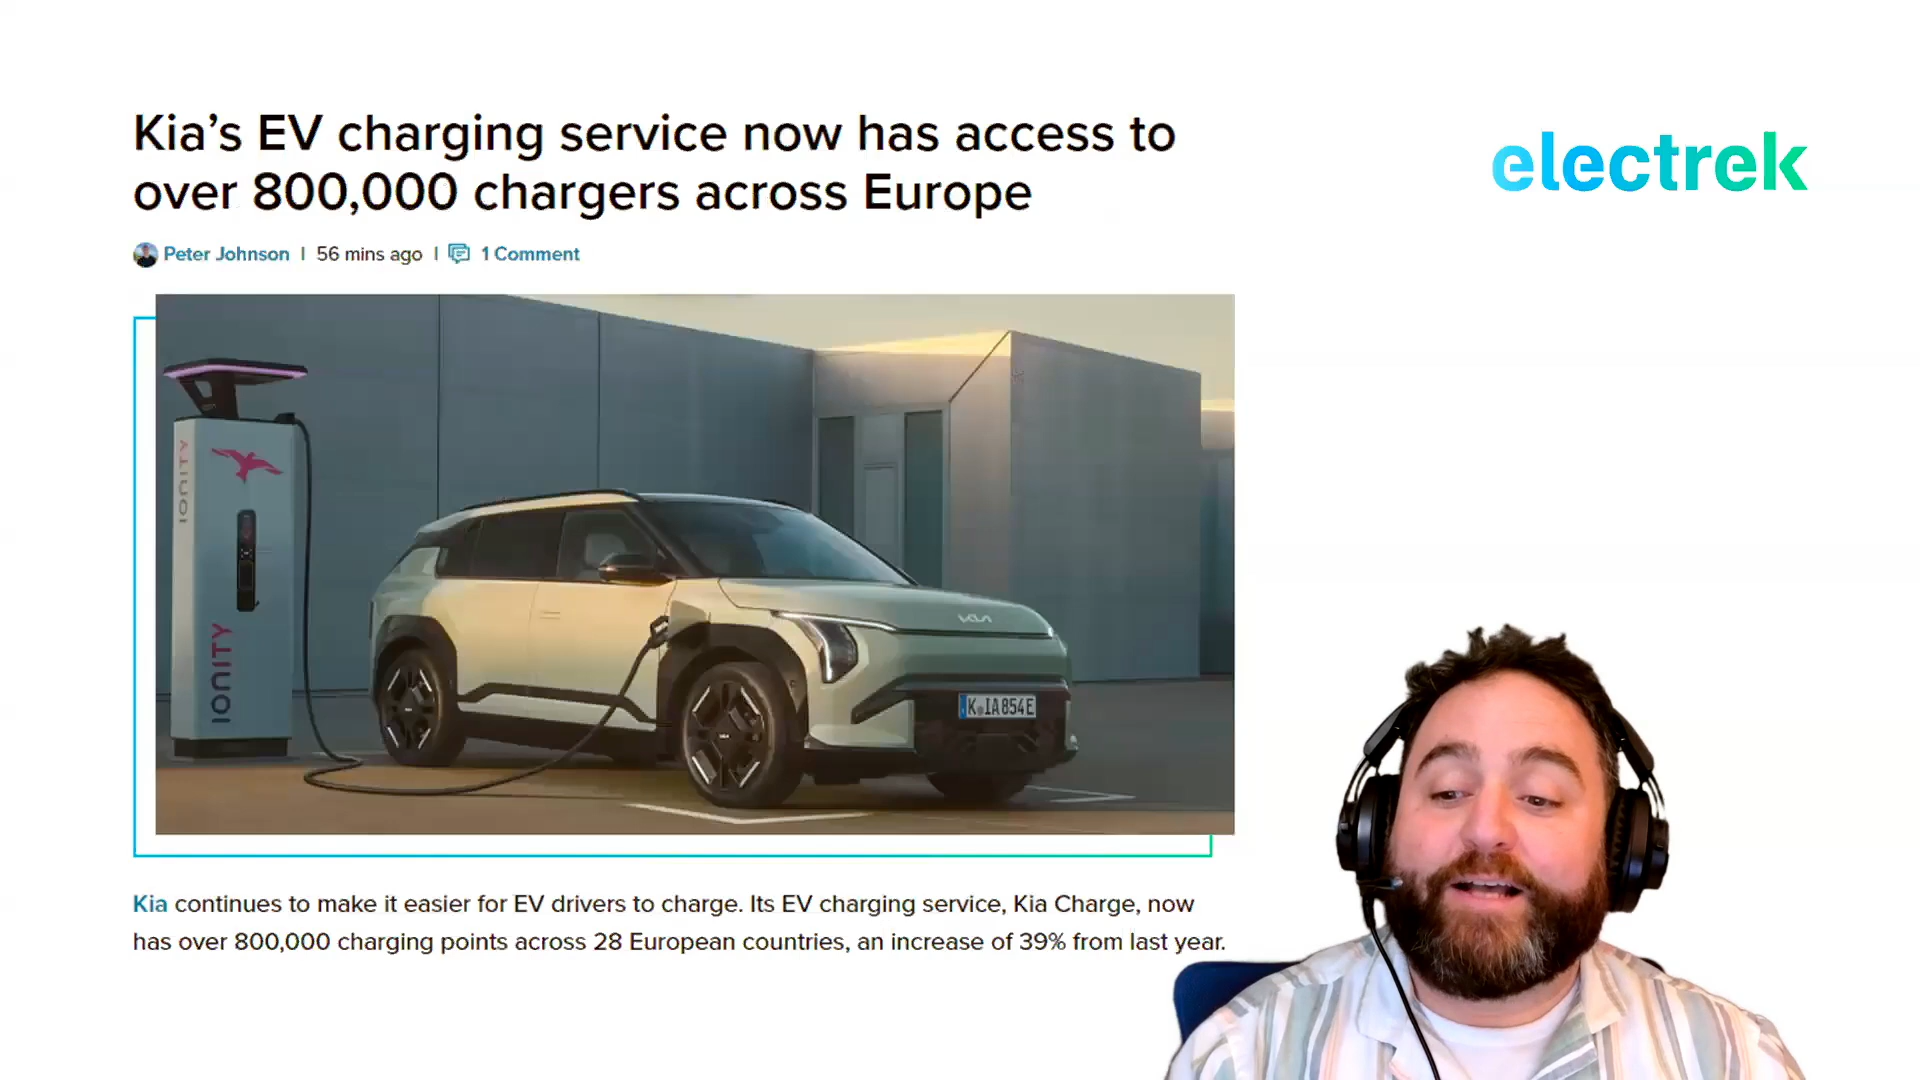 Kia’s EV charging service now has access to
over 800,000 chargers across Europe
electrek
Peter Johnson | 56 mins ago | 1 Comment
IONITY
IONITY
KIA
K IA854E
Kia continues to make it easier for EV drivers to charge. Its EV charging service, Kia Charge, now
has over 800,000 charging points across 28 European countries, an increase of 39% from last year.